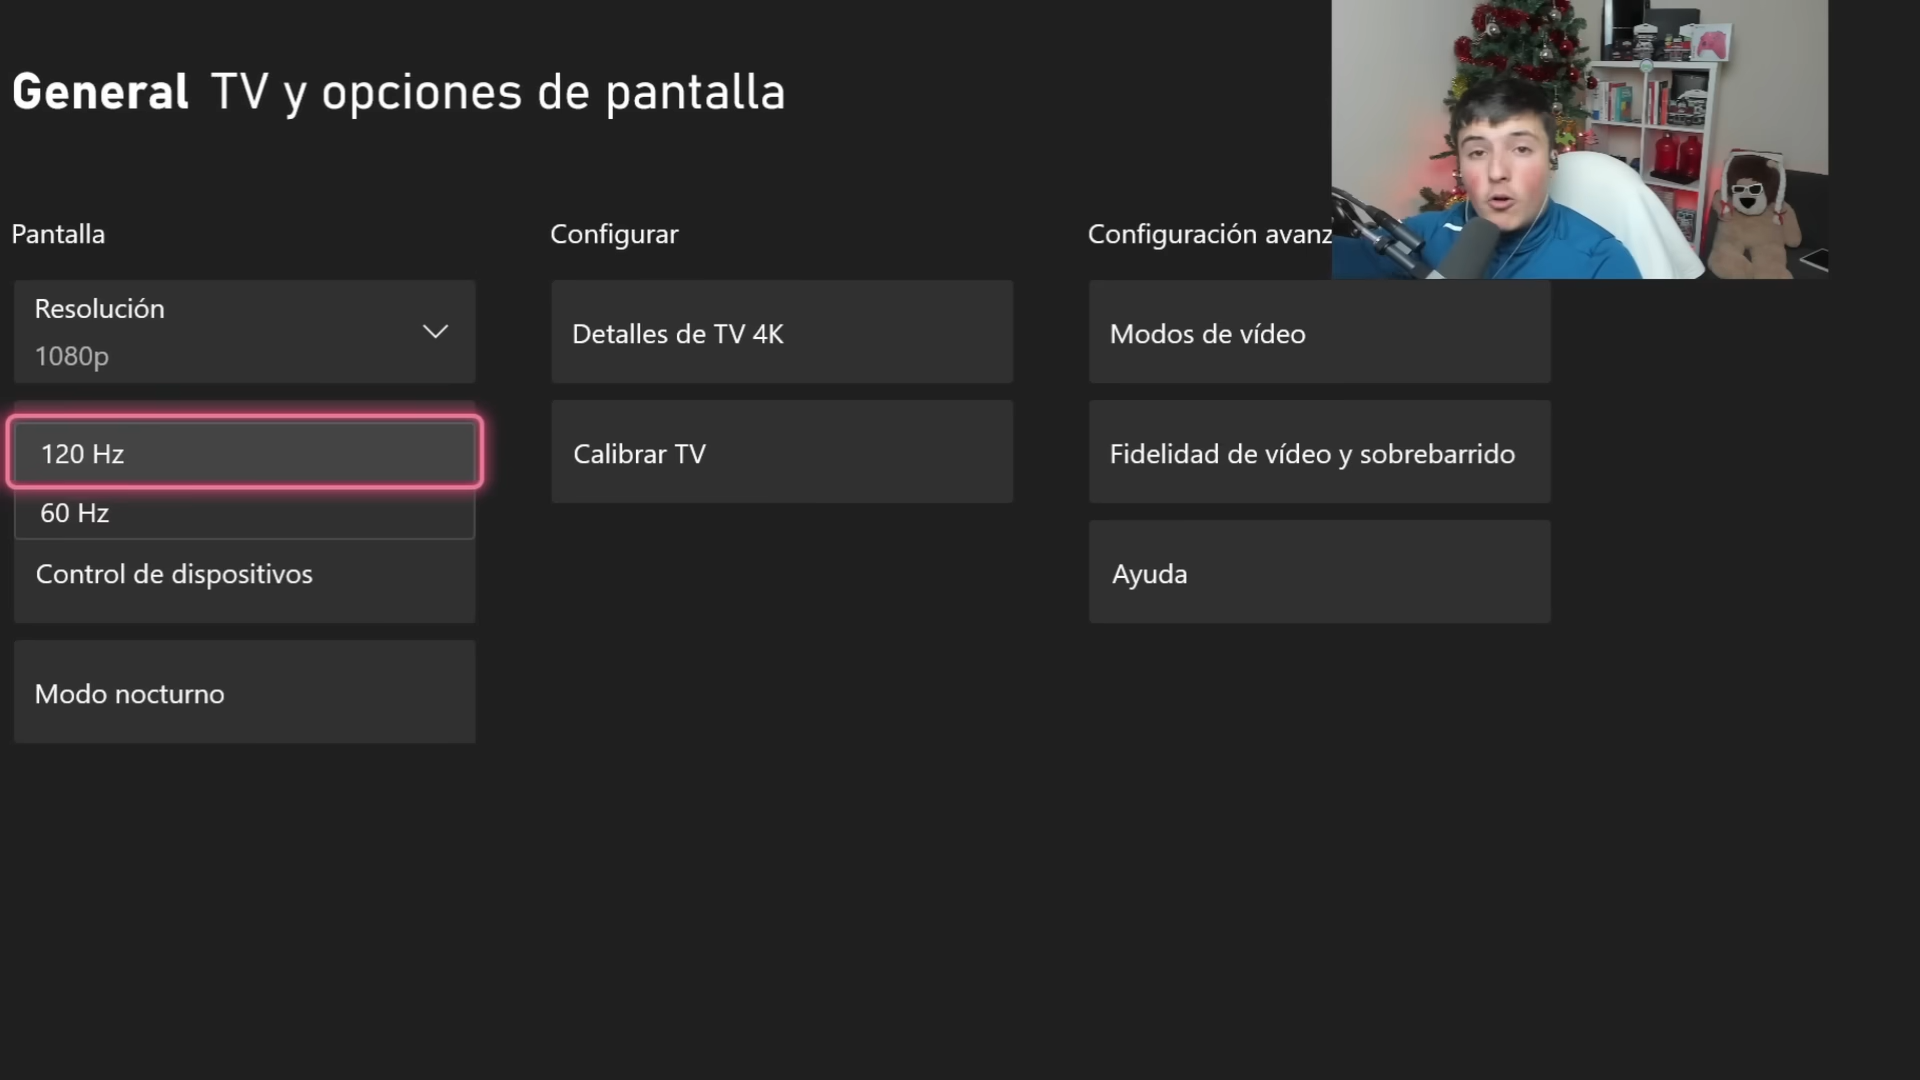 General TV y opciones de pantalla
Pantalla
Resolución
1080p
120 Hz
60 Hz
Control de dispositivos
Modo nocturno
Configurar
Detalles de TV 4K
Calibrar TV
Configuración avanz
Modos de vídeo
Fidelidad de vídeo y sobrebarrido
Ayuda